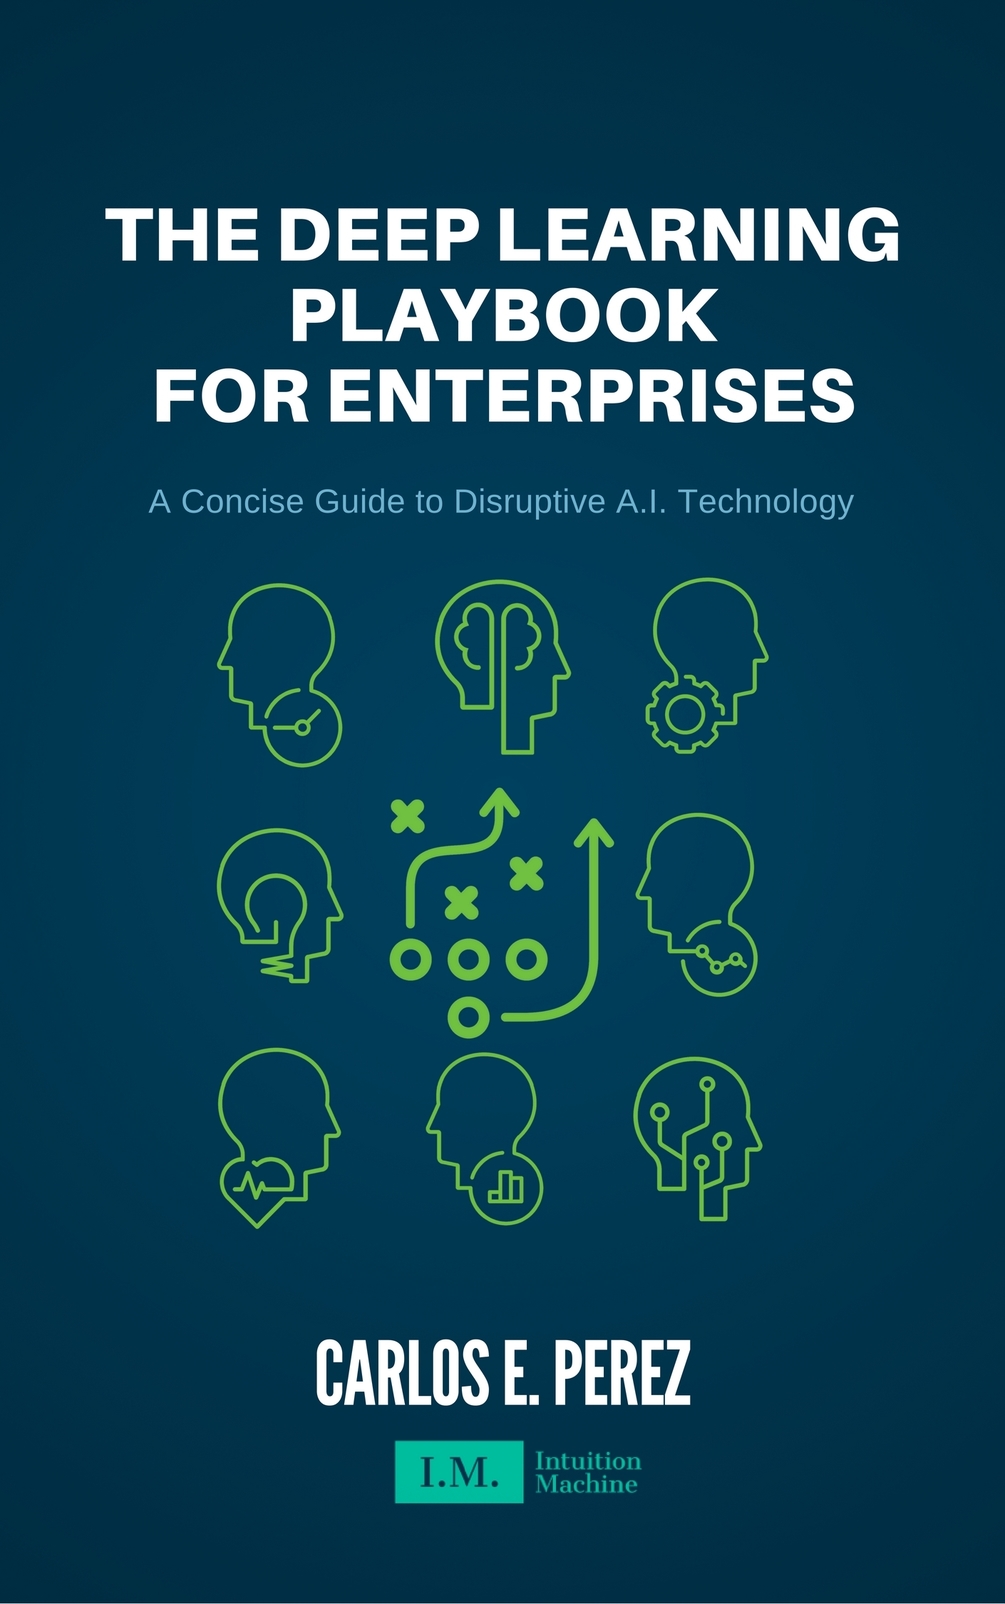 THE DEEP LEARNING
PLAYBOOK
FOR ENTERPRISES
A Concise Guide to Disruptive A.I. Technology
CARLOS E. PEREZ
I.M.
Intuition
Machine